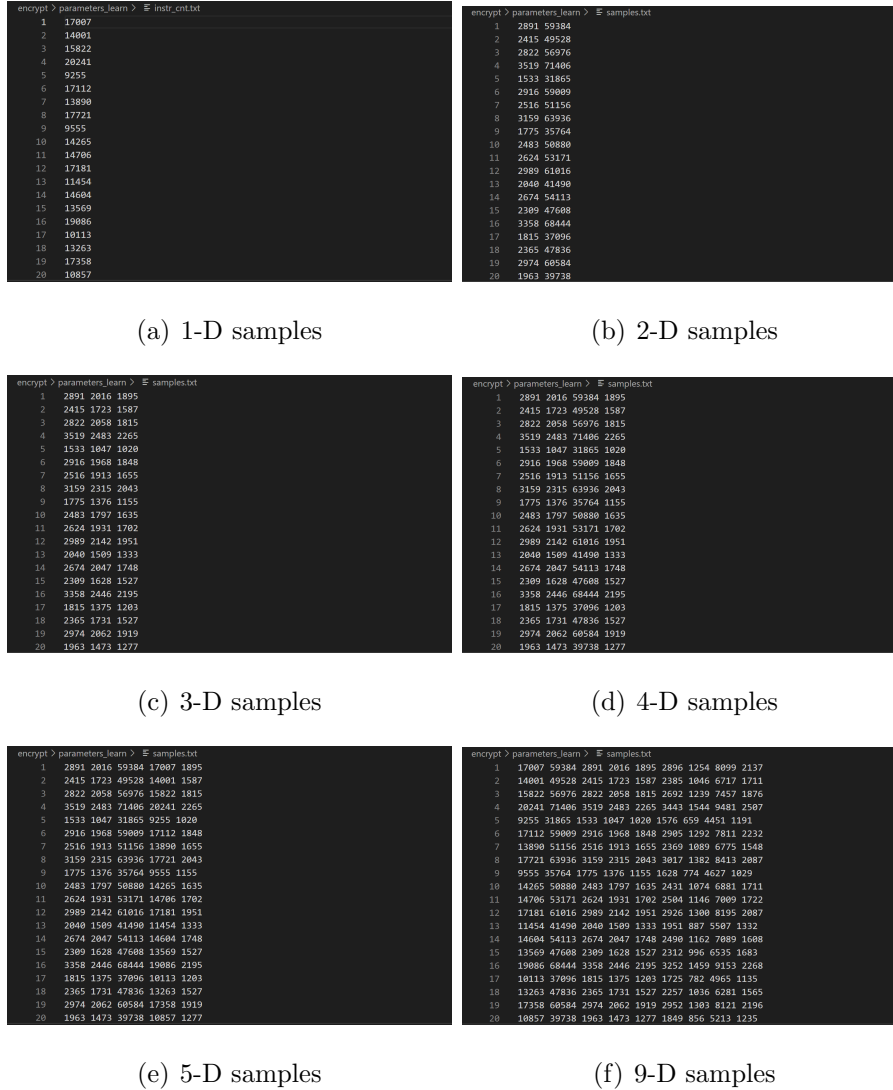 encrypt > parameters_learn > instr_cnt.txt
1 17007
2 14001
3 15822
4 20241
5 9255
6 17112
7 13890
8 17721
9 9555
10 14265
11 14706
12 17181
13 11454
14 14604
15 13569
16 19086
17 10113
18 13263
19 17358
20 10857
(a) 1-D samples
encrypt > parameters_learn > samples.txt
1 2891 59384
2 2415 49528
3 2822 56976
4 3519 71406
5 1533 31865
6 2916 59009
7 2516 51156
8 3159 63936
9 1775 35764
10 2483 50880
11 2624 53171
12 2989 61016
13 2040 41490
14 2674 54113
15 2309 47608
16 3358 68444
17 1815 37096
18 2365 47836
19 2974 60584
20 1963 39738
(b) 2-D samples
encrypt > parameters_learn > samples.txt
1 2891 2016 1895
2 2415 1723 1587
3 2822 2058 1815
4 3519 2483 2265
5 1533 1047 1020
6 2916 1968 1848
7 2516 1913 1655
8 3159 2315 2043
9 1775 1376 1155
10 2483 1797 1635
11 2624 1931 1702
12 2989 2142 1951
13 2040 1509 1333
14 2674 2047 1748
15 2309 1628 1527
16 3358 2446 2195
17 1815 1375 1203
18 2365 1731 1527
19 2974 2062 1919
20 1963 1473 1277
(c) 3-D samples
encrypt > parameters_learn > samples.txt
1 2891 2016 59384 1895
2 2415 1723 49528 1587
3 2822 2058 56976 1815
4 3519 2483 71406 2265
5 1533 1047 31865 1020
6 2916 1968 59009 1848
7 2516 1913 51156 1655
8 3159 2315 63936 2043
9 1775 1376 35764 1155
10 2483 1797 50880 1635
11 2624 1931 53171 1702
12 2989 2142 61016 1951
13 2040 1509 41490 1333
14 2674 2047 54113 1748
15 2309 1628 47608 1527
16 3358 2446 68444 2195
17 1815 1375 37096 1203
18 2365 1731 47836 1527
19 2974 2062 60584 1919
20 1963 1473 39738 1277
(d) 4-D samples
encrypt > parameters_learn > samples.txt
1 2891 2016 59384 17007 1895
2 2415 1723 49528 14001 1587
3 2822 2058 56976 15822 1815
4 3519 2483 71406 20241 2265
5 1533 1047 31865 9255 1020
6 2916 1968 59009 17112 1848
7 2516 1913 51156 13890 1655
8 3159 2315 63936 17721 2043
9 1775 1376 35764 9555 1155
10 2483 1797 50880 14265 1635
11 2624 1931 53171 14706 1702
12 2989 2142 61016 17181 1951
13 2040 1509 41490 11454 1333
14 2674 2047 54113 14604 1748
15 2309 1628 47608 13569 1527
16 3358 2446 68444 19086 2195
17 1815 1375 37096 10113 1203
18 2365 1731 47836 13263 1527
19 2974 2062 60584 17358 1919
20 1963 1473 39738 10857 1277
(e) 5-D samples
encrypt > parameters_learn > samples.txt
1 17007 59384 2891 2016 1895 2896 1254 8099 2137
2 14001 49528 2415 1723 1587 2385 1046 6717 1711
3 15822 56976 2822 2058 1815 2692 1239 7457 1876
4 20241 71406 3519 2483 2265 3443 1544 9481 2507
5 9255 31865 1533 1047 1020 1576 659 4451 1191
6 17112 59009 2916 1968 1848 2905 1292 7811 2232
7 13890 51156 2516 1913 1655 2369 1089 6775 1548
8 17721 63936 3159 2315 2043 3017 1382 8413 2087
9 9555 35764 1775 1376 1155 1628 774 4627 1029
10 14265 50880 2483 1797 1635 2431 1074 6881 1711
11 14706 53171 2624 1931 1702 2504 1146 7009 1722
12 17181 61016 2989 2142 1951 2926 1300 8195 2087
13 11454 41490 2040 1509 1333 1951 887 5507 1332
14 14604 54113 2674 2047 1748 2490 1162 7089 1608
15 13569 47608 2309 1628 1527 2312 996 6535 1683
16 19086 68444 3358 2446 2195 3252 1459 9153 2268
17 10113 37096 1815 1375 1203 1725 782 4965 1135
18 13263 47836 2365 1731 1527 2257 1036 6281 1565
19 17358 60584 2974 2062 1919 2952 1303 8121 2196
20 10857 39738 1963 1473 1277 1849 856 5213 1235
(f) 9-D samples